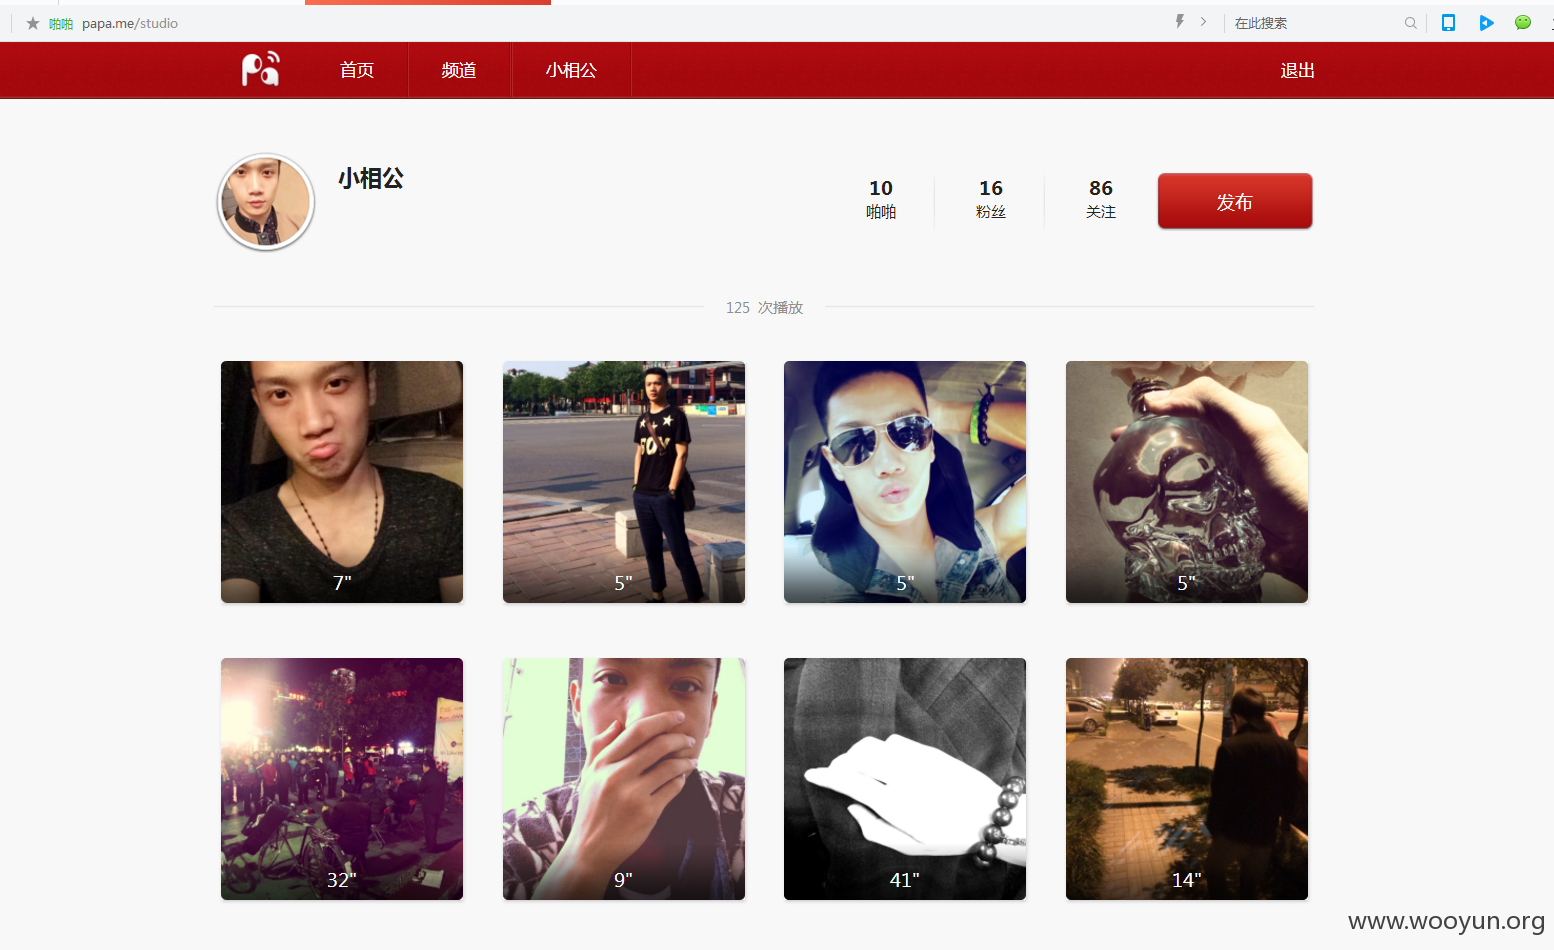 啪啪 papa.me/studio 在此搜索
Pa 首页 频道 小相公 退出
小相公
10 16 86 发布
啪啪 粉丝 关注
125 次播放
7" 5" 5" 5"
32" 9" 41" 14"
www.wooyun.org